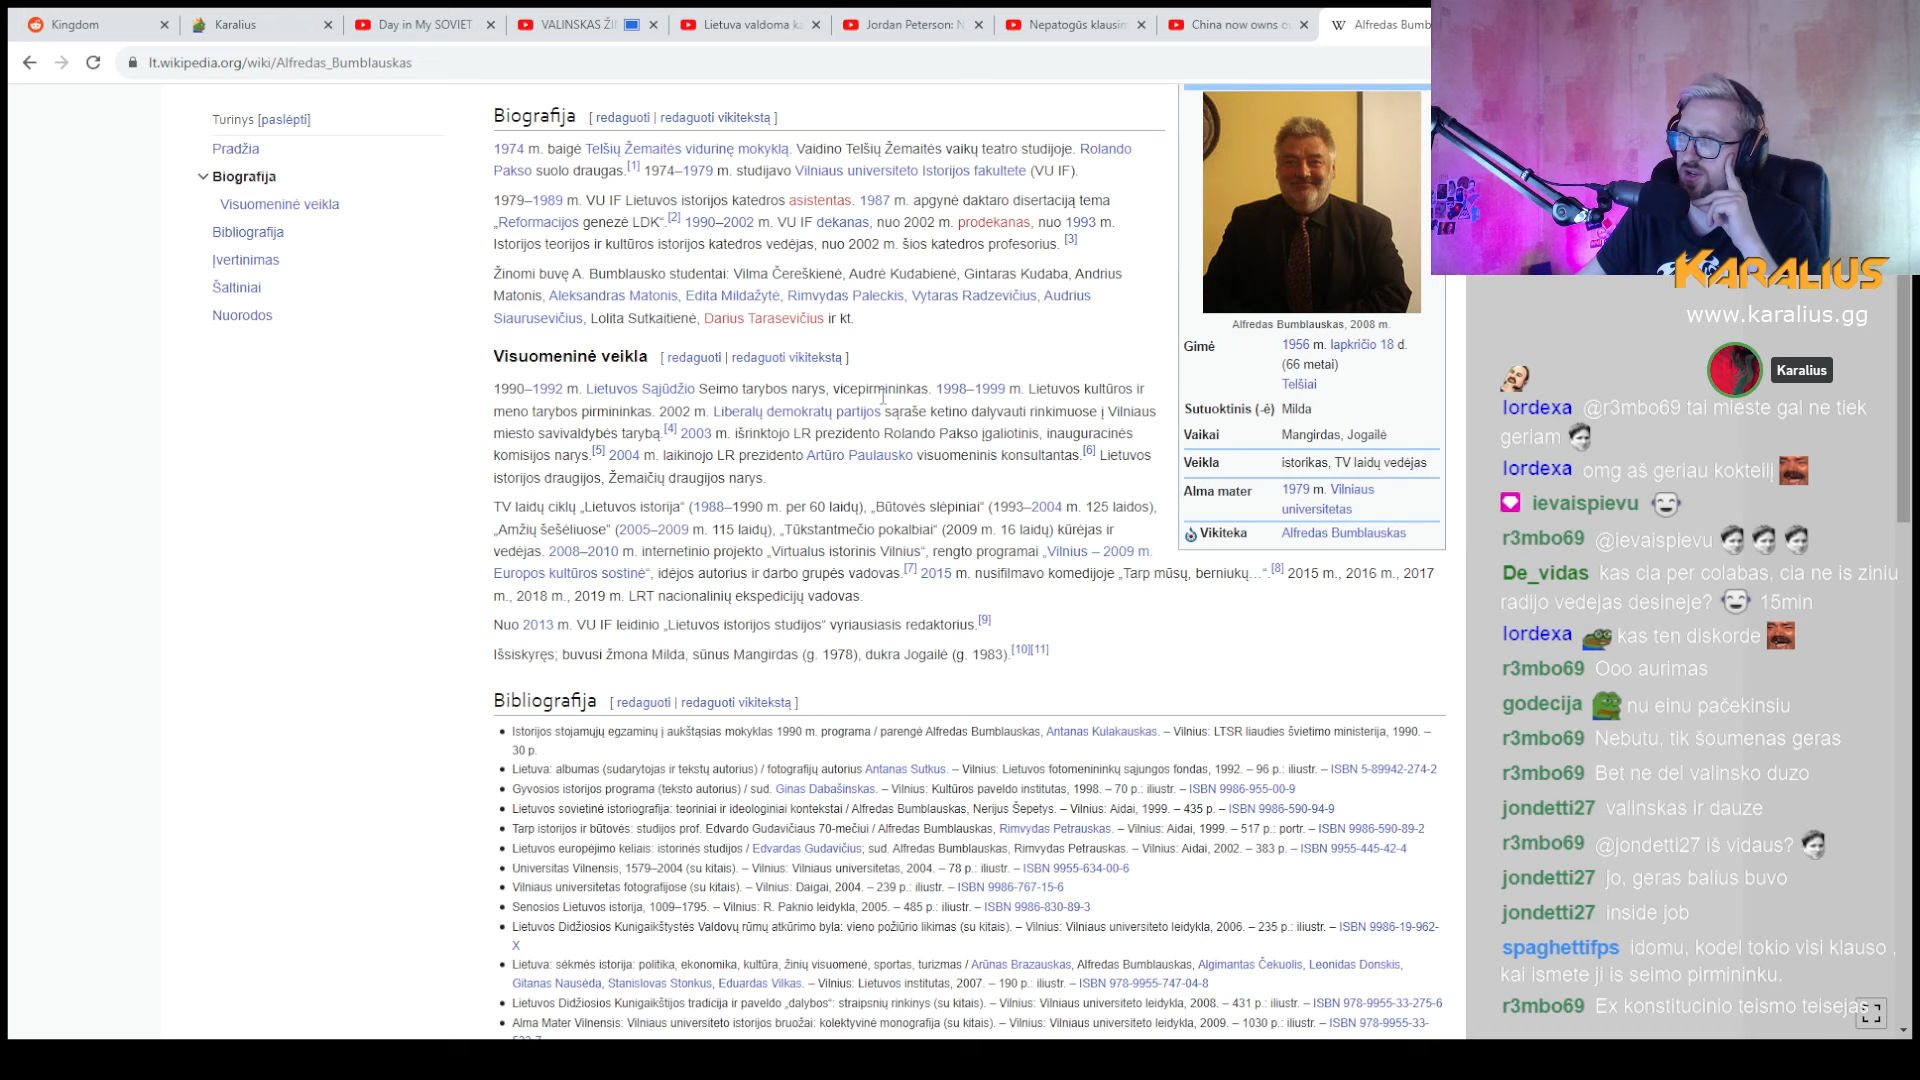 Kingdom
Karalius
Day in My SOVIET
VALINSKAS ŽI
Lietuva valdoma ka
Jordan Peterson: N
Nepatogūs klausim
China now owns o
Alfredas Bumb
lt.wikipedia.org/wiki/Alfredas_Bumblauskas
Turinys [paslėpti]
Pradžia
Biografija
Visuomeninė veikla
Bibliografija
Įvertinimas
Šaltiniai
Nuorodos
Biografija [ redaguoti | redaguoti vikitekstą ]
1974 m. baigė Telšių Žemaitės vidurinę mokyklą. Vaidino Telšių Žemaitės vaikų teatro studijoje. Rolando
Pakso suolo draugas.[1] 1974–1979 m. studijavo Vilniaus universiteto Istorijos fakultete (VU IF).
1979–1989 m. VU IF Lietuvos istorijos katedros asistentas. 1987 m. apgynė daktaro disertaciją tema
„Reformacijos genezė LDK“.[2] 1990–2002 m. VU IF dekanas, nuo 2002 m. prodekanas, nuo 1993 m.
Istorijos teorijos ir kultūros istorijos katedros vedėjas, nuo 2002 m. šios katedros profesorius. [3]
Žinomi buvę A. Bumblausko studentai: Vilma Čereškienė, Audrė Kudabienė, Gintaras Kudaba, Andrius
Matonis, Aleksandras Matonis, Edita Mildažytė, Rimvydas Paleckis, Vytaras Radzevičius, Audrius
Siaurusevičius, Lolita Sutkaitienė, Darius Tarasevičius ir kt.
Visuomeninė veikla [ redaguoti | redaguoti vikitekstą ]
1990–1992 m. Lietuvos Sąjūdžio Seimo tarybos narys, vicepirmininkas. 1998–1999 m. Lietuvos kultūros ir
meno tarybos pirmininkas. 2002 m. Liberalų demokratų partijos sąraše ketino dalyvauti rinkimuose į Vilniaus
miesto savivaldybės tarybą.[4] 2003 m. išrinktojo LR prezidento Rolando Pakso įgaliotinis, inauguracinės
komisijos narys.[5] 2004 m. laikinojo LR prezidento Artūro Paulausko visuomeninis konsultantas.[6] Lietuvos
istorijos draugijos, Žemaičių draugijos narys.
TV laidų ciklų „Lietuvos istorija“ (1988–1990 m. per 60 laidų), „Būtovės slėpiniai“ (1993–2004 m. 125 laidos),
„Amžių šešėliuose“ (2005–2009 m. 115 laidų), „Tūkstantmečio pokalbiai“ (2009 m. 16 laidų) kūrėjas ir
vedėjas. 2008–2010 m. internetinio projekto „Virtualus istorinis Vilnius“, rengto programai „Vilnius – 2009 m.
Europos kultūros sostinė“, idėjos autorius ir darbo grupės vadovas.[7] 2015 m. nusifilmavo komedijoje „Tarp mūsų, berniukų…“.[8] 2015 m., 2016 m., 2017
m., 2018 m., 2019 m. LRT nacionalinių ekspedicijų vadovas.
Nuo 2013 m. VU IF leidinio „Lietuvos istorijos studijos“ vyriausiasis redaktorius.[9]
Išsiskyręs; buvusi žmona Milda, sūnus Mangirdas (g. 1978), dukra Jogailė (g. 1983).[10][11]
Bibliografija [ redaguoti | redaguoti vikitekstą ]
Istorijos stojamųjų egzaminų į aukštąsias mokyklas 1990 m. programa / parengė Alfredas Bumblauskas, Antanas Kulakauskas. – Vilnius: LTSR liaudies švietimo ministerija, 1990. –
30 p.
Lietuva: albumas (sudarytojas ir tekstų autorius) / fotografijų autorius Antanas Sutkus. – Vilnius: Lietuvos fotomenininkų sąjungos fondas, 1992. – 96 p.: iliustr. – ISBN 5-89942-274-2
Gyvosios istorijos programa (teksto autorius) / sud. Ginas Dabašinskas. – Vilnius: Kultūros paveldo institutas, 1998. – 70 p.: iliustr. – ISBN 9986-955-00-9
Lietuvos sovietinė istoriografija: teoriniai ir ideologiniai kontekstai / Alfredas Bumblauskas, Nerijus Šepetys. – Vilnius: Aidai, 1999. – 435 p. – ISBN 9986-590-94-9
Tarp istorijos ir būtovės: studijos prof. Edvardo Gudavičiaus 70-mečiui / Alfredas Bumblauskas, Rimvydas Petrauskas. – Vilnius: Aidai, 1999. – 517 p.: portr. – ISBN 9986-590-89-2
Lietuvos europėjimo keliais: istorinės studijos / Edvardas Gudavičius; sud. Alfredas Bumblauskas, Rimvydas Petrauskas. – Vilnius: Aidai, 2002. – 383 p. – ISBN 9955-445-42-4
Universitas Vilnensis, 1579–2004 (su kitais). – Vilnius: Vilniaus universitetas, 2004. – 78 p.: iliustr. – ISBN 9955-634-00-6
Vilniaus universitetas fotografijose (su kitais). – Vilnius: Daigai, 2004. – 239 p.: iliustr. – ISBN 9986-767-15-6
Senosios Lietuvos istorija, 1009–1795. – Vilnius: R. Paknio leidykla, 2005. – 485 p.: iliustr. – ISBN 9986-830-89-3
Lietuvos Didžiosios Kunigaikštystės Valdovų rūmų atkūrimo byla: vieno požiūrio likimas (su kitais). – Vilnius: Vilniaus universiteto leidykla, 2006. – 235 p.: iliustr. – ISBN 9986-19-962-
X
Lietuva: sėkmės istorija: politika, ekonomika, kultūra, žinių visuomenė, sportas, turizmas / Arūnas Brazauskas, Alfredas Bumblauskas, Algimantas Čekuolis, Leonidas Donskis,
Gitanas Nausėda, Stanislovas Stonkus, Eduardas Vilkas. – Vilnius: Lietuvos institutas, 2007. – 190 p.: iliustr. – ISBN 978-9955-747-04-8
Lietuvos Didžiosios Kunigaikštijos tradicija ir paveldo „dalybos“: straipsnių rinkinys (su kitais). – Vilnius: Vilniaus universiteto leidykla, 2008. – 431 p.: iliustr. – ISBN 978-9955-33-275-6
Alma Mater Vilnensis: Vilniaus universiteto istorijos bruožai: kolektyvinė monografija (su kitais). – Vilnius: Vilniaus universiteto leidykla, 2009. – 1030 p.: iliustr. – ISBN 978-9955-33-
Alfredas Bumblauskas, 2008 m.
Gimė 1956 m. lapkričio 18 d.
(66 metai)
Telšiai
Sutuoktinis (-ė) Milda
Vaikai Mangirdas, Jogailė
Veikla istorikas, TV laidų vedėjas
Alma mater 1979 m. Vilniaus
universitetas
Vikiteka Alfredas Bumblauskas
KARALIUS
www.karalius.gg
Karalius
lordexa @r3mbo69 tai mieste gal ne tiek
geriam
lordexa omg aš geriau kokteilį
ievaispievu
r3mbo69 @ievaispievu
De_vidas kas cia per colabas, cia ne is ziniu
radijo vedejas desineje? 15min
lordexa kas ten diskorde
r3mbo69 Ooo aurimas
godecija nu einu pačekinsiu
r3mbo69 Nebutu, tik šoumenas geras
r3mbo69 Bet ne del valinsko duzo
jondetti27 valinskas ir dauze
r3mbo69 @jondetti27 iš vidaus?
jondetti27 jo, geras balius buvo
jondetti27 inside job
spaghettifps idomu, kodel tokio visi klauso ,
kai ismete ji is seimo pirmininku.
r3mbo69 Ex konstitucinio teismo teisejas